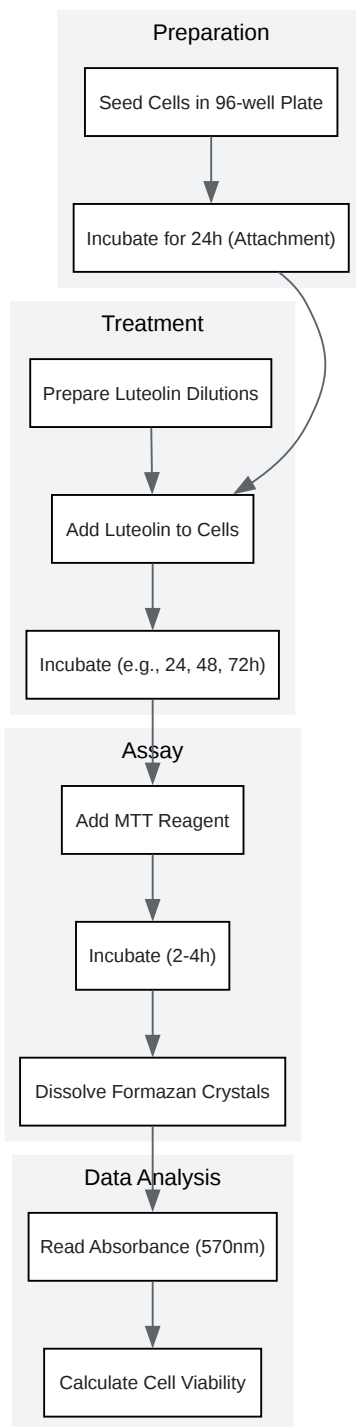 Preparation
Seed Cells in 96-well Plate
Incubate for 24h (Attachment)
Treatment
Prepare Luteolin Dilutions
Add Luteolin to Cells
Incubate (e.g., 24, 48, 72h)
Assay
Add MTT Reagent
Incubate (2-4h)
Dissolve Formazan Crystals
Data Analysis
Read Absorbance (570nm)
Calculate Cell Viability